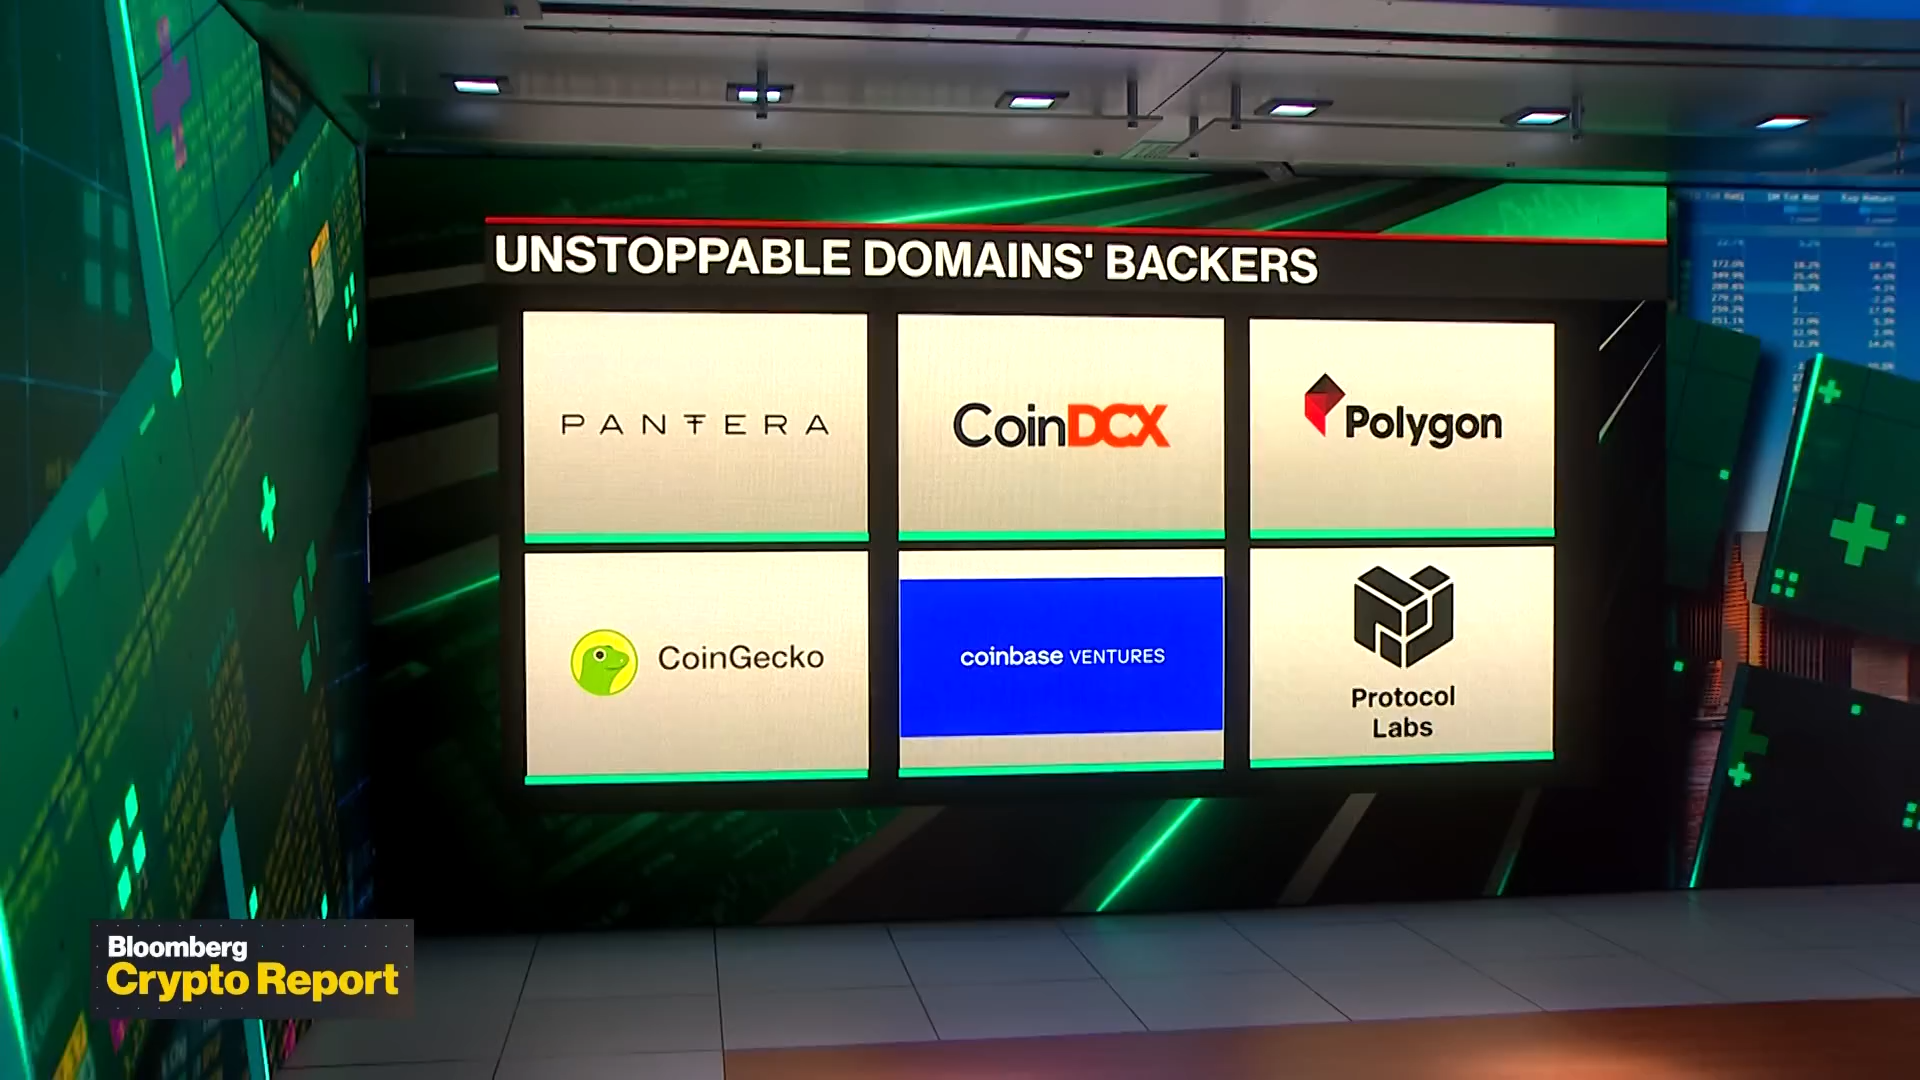 UNSTOPPABLE DOMAINS' BACKERS
PANTERA
CoinDCX
Polygon
CoinGecko
coinbase VENTURES
Protocol
Labs
Bloomberg
Crypto Report